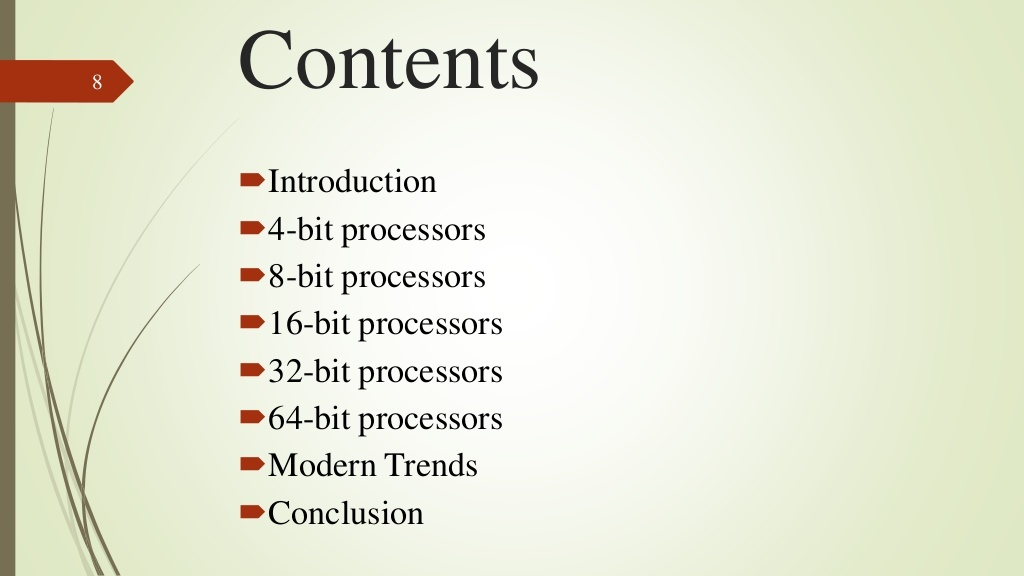 Contents
8
Introduction
4-bit processors
8-bit processors
16-bit processors
32-bit processors
64-bit processors
Modern Trends
Conclusion